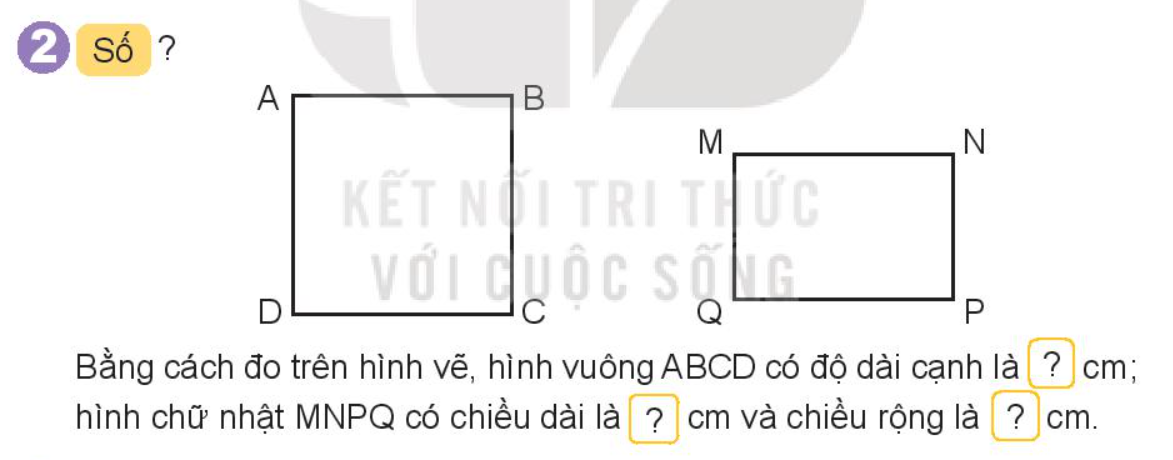 2 Số ?
A B
M N
KẾT NỐI TRI THỨC
VỚI CUỘC SỐNG
D C Q P
Bằng cách đo trên hình vẽ, hình vuông ABCD có độ dài cạnh là ? cm;
hình chữ nhật MNPQ có chiều dài là ? cm và chiều rộng là ? cm.